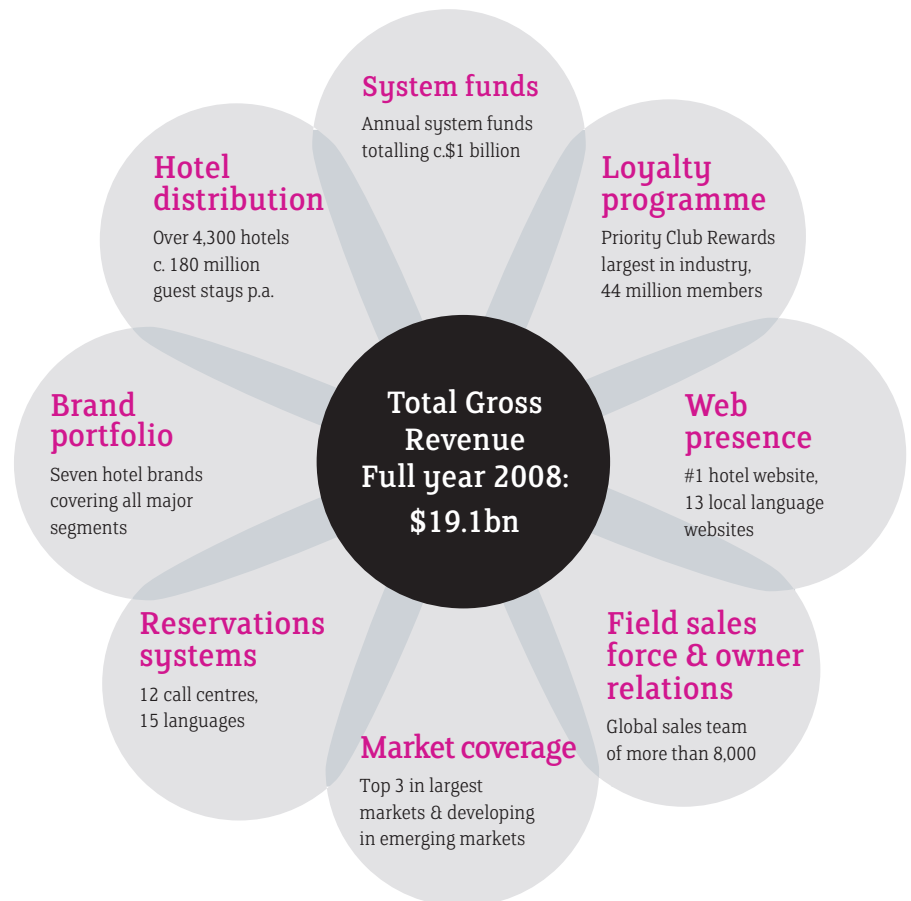 System funds
Annual system funds
totalling c.$1 billion
Loyalty
programme
Priority Club Rewards
largest in industry,
44 million members
Web
presence
#1 hotel website,
13 local language
websites
Field sales
force & owner
relations
Global sales team
of more than 8,000
Market coverage
Top 3 in largest
markets & developing
in emerging markets
Reservations
systems
12 call centres,
15 languages
Brand
portfolio
Seven hotel brands
covering all major
segments
Hotel
distribution
Over 4,300 hotels
c. 180 million
guest stays p.a.
Total Gross
Revenue
Full year 2008:
$19.1bn